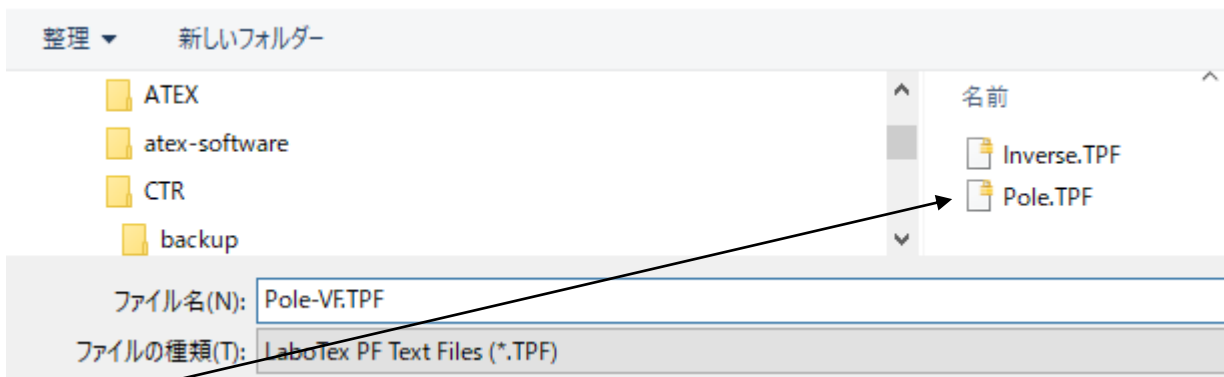 整理 ▼ 新しいフォルダー
ATEX
atex-software
CTR
backup
名前
Inverse.TPF
Pole.TPF
ファイル名(N): Pole-VF.TPF
ファイルの種類(T): LaboTex PF Text Files (*.TPF)